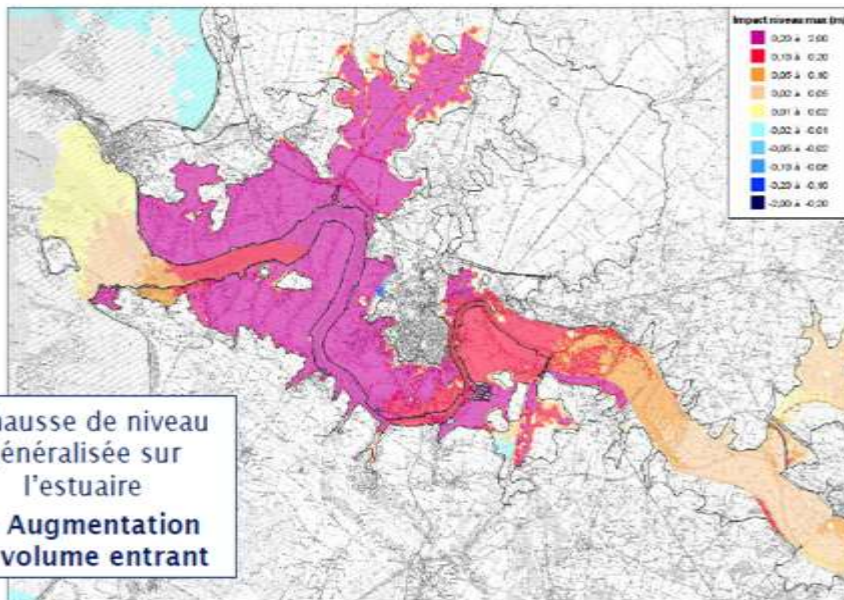 Impact niveau max (m)
0,20 à 2,00
0,10 à 0,20
0,05 à 0,10
0,02 à 0,05
0,01 à 0,02
-0,02 à -0,01
-0,05 à -0,02
-0,10 à -0,05
-0,20 à -0,10
-2,00 à -0,20
hausse de niveau
énéralisée sur
l'estuaire
Augmentation
volume entrant